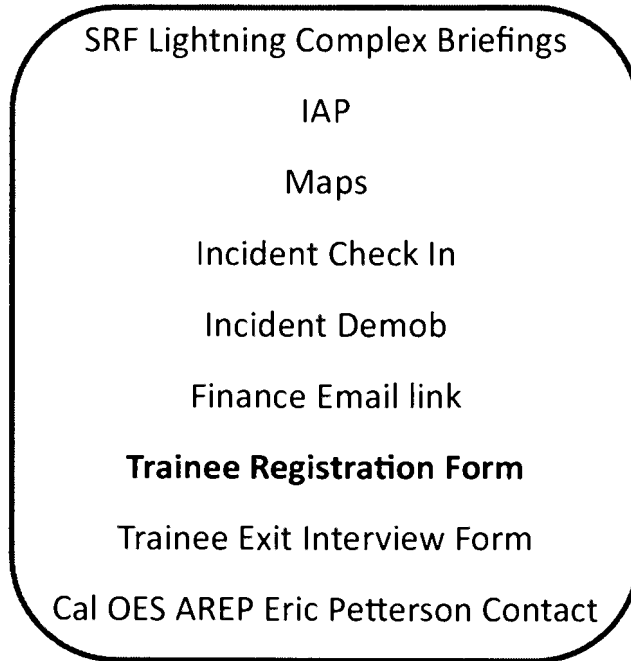 SRF Lightning Complex Briefings
IAP
Maps
Incident Check In
Incident Demob
Finance Email link
Trainee Registration Form
Trainee Exit Interview Form
Cal OES AREP Eric Petterson Contact